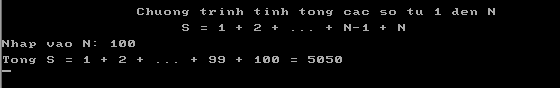 Chuong trinh tinh tong cac so tu 1 den N
S = 1 + 2 + ... + N-1 + N
Nhap vao N: 100
Tong S = 1 + 2 + ... + 99 + 100 = 5050